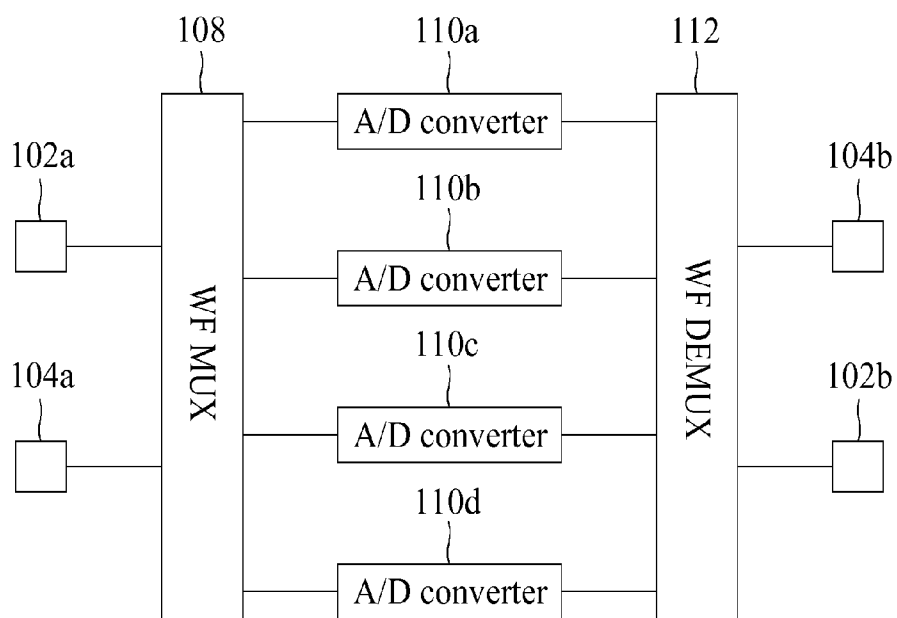 108
110a
112
A/D converter
102a
104b
110b
A/D converter
WF MUX
WF DEMUX
104a
110c
102b
A/D converter
110d
A/D converter